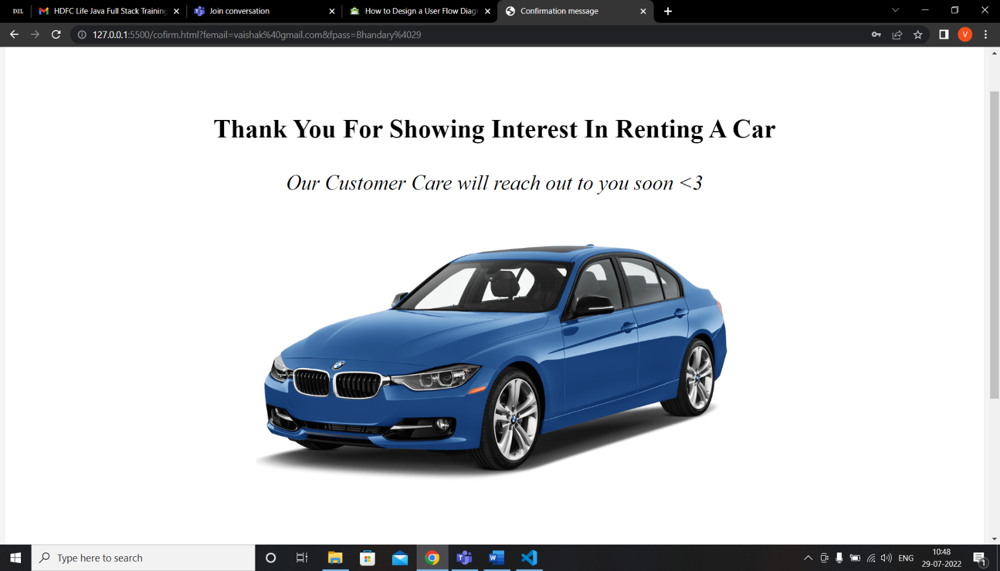 D2L
HDFC Life Java Full Stack Training
Join conversation
How to Design a User Flow Diagr
Confirmation message
127.0.0.1:5500/cofirm.html?femail=vaishak%40gmail.com&fpass=Bhandary%4029
V
Thank You For Showing Interest In Renting A Car
Our Customer Care will reach out to you soon <3
Type here to search
ENG
10:48
29-07-2022
1